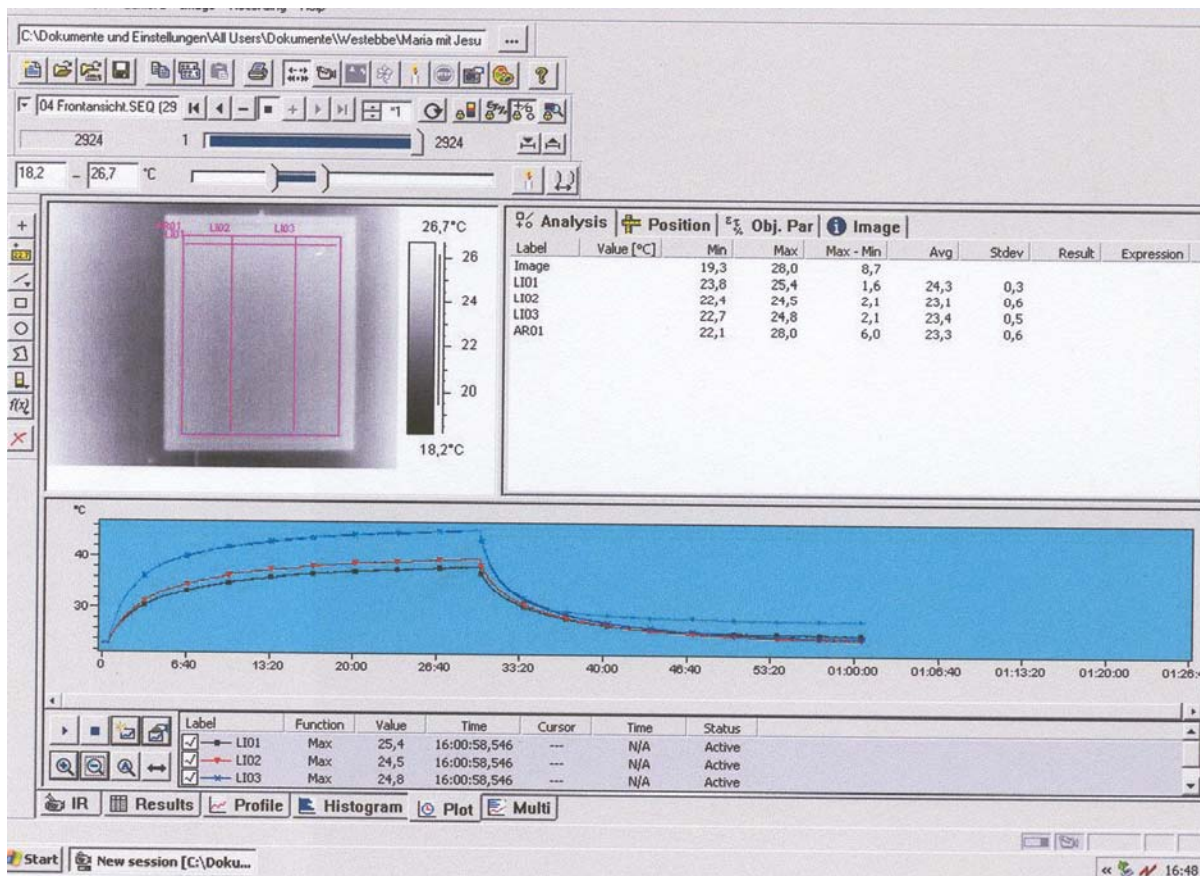 C:\Dokumente und Einstellungen\All Users\Dokumente\Westebbe\Maria mit Jesu ...
04 Frontansicht.SEQ (29
2924 1 2924
18,2 - 26,7 °C
26,7°C
26
24
22
20
18,2°C
AR01 LI02 LI03
LI01
Analysis Position Obj. Par Image
Label Value [°C] Min Max Max - Min Avg Stdev Result Expression
Image 19,3 28,0 8,7
LI01 23,8 25,4 1,6 24,3 0,3
LI02 22,4 24,5 2,1 23,1 0,6
LI03 22,7 24,8 2,1 23,4 0,5
AR01 22,1 28,0 6,0 23,3 0,6
f(x)
°C
40
30
0 6:40 13:20 20:00 26:40 33:20 40:00 46:40 53:20 01:00:00 01:06:40 01:13:20 01:20:00 01:26:
Label Function Value Time Cursor Time Status
LI01 Max 25,4 16:00:58,546 --- N/A Active
LI02 Max 24,5 16:00:58,546 --- N/A Active
LI03 Max 24,8 16:00:58,546 --- N/A Active
IR Results Profile Histogram Plot Multi
Start New session [C:\Doku...
16:48